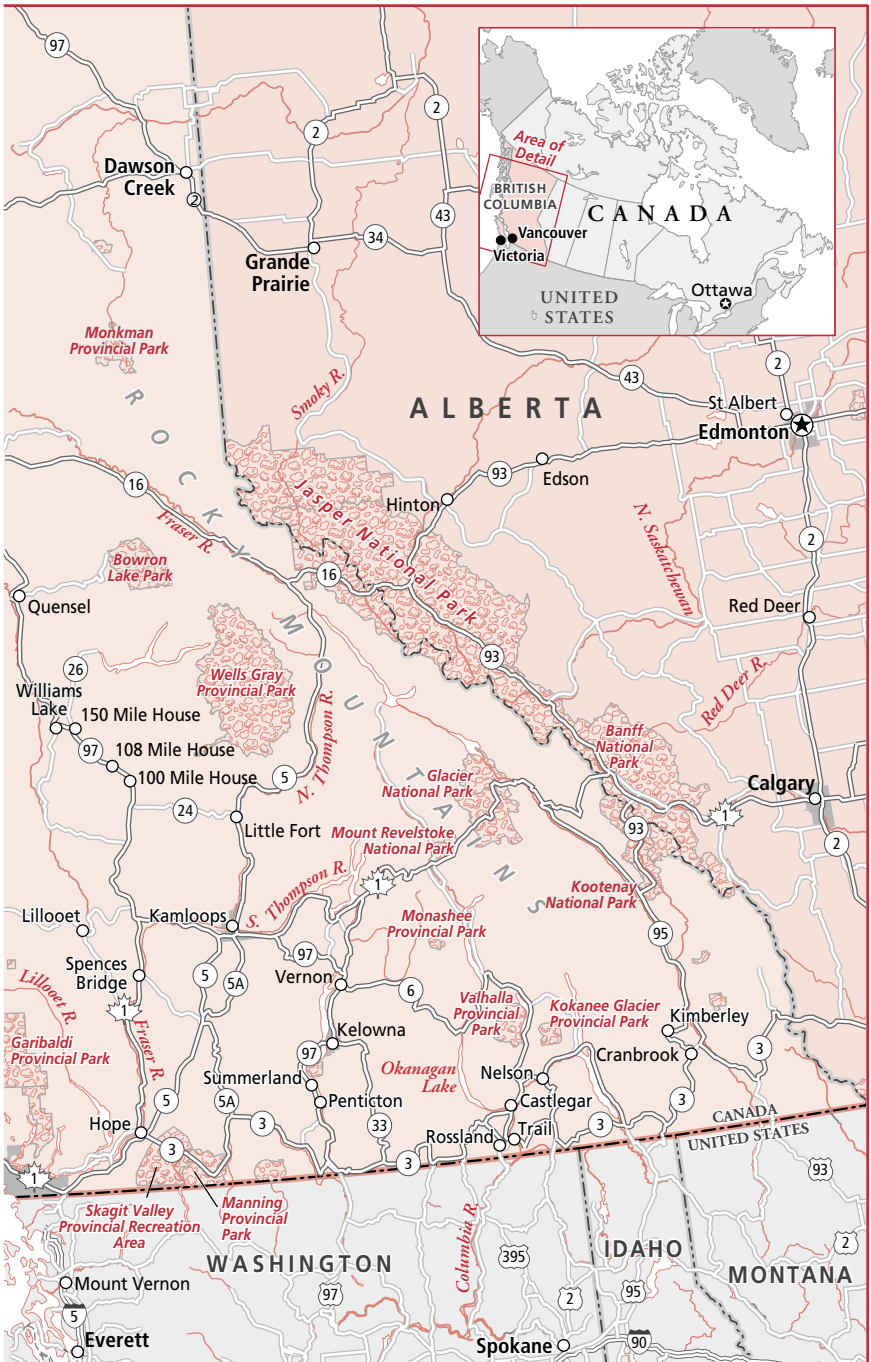 97
2
2
Dawson
Creek
2
43
34
Grande
Prairie
Area of
Detail
BRITISH
COLUMBIA
CANADA
Vancouver
Victoria
Ottawa
UNITED
STATES
Monkman
Provincial Park
Smoky R.
43
2
ALBERTA
St. Albert
Edmonton
ROCKY MOUNTAINS
93
Edson
Hinton
16
Jasper National Park
N. Saskatchewan
Fraser R.
2
Bowron
Lake Park
16
Quensel
Red Deer
93
26
Wells Gray
Provincial Park
Red Deer R.
Williams
Lake
150 Mile House
97
108 Mile House
100 Mile House
N. Thompson R.
5
Banff
National
Park
Glacier
National Park
Calgary
24
Little Fort
1
93
Mount Revelstoke
National Park
2
S. Thompson R.
1
Kootenay
National Park
Lillooet
Kamloops
Monashee
Provincial Park
95
97
Spences
Bridge
5
5A
Vernon
6
Lillooet R.
1
Valhalla
Provincial
Park
Kokanee Glacier
Provincial Park
Kimberley
Fraser R.
Garibaldi
Provincial Park
Kelowna
97
Cranbrook
3
Okanagan
Lake
Nelson
Summerland
5
5A
Penticton
Castlegar
3
Hope
3
33
3
CANADA
UNITED STATES
3
Rossland
Trail
3
1
93
Skagit Valley
Provincial Recreation
Area
Manning
Provincial
Park
Columbia R.
WASHINGTON
395
IDAHO
2
MONTANA
Mount Vernon
97
2
95
5
Everett
Spokane
90